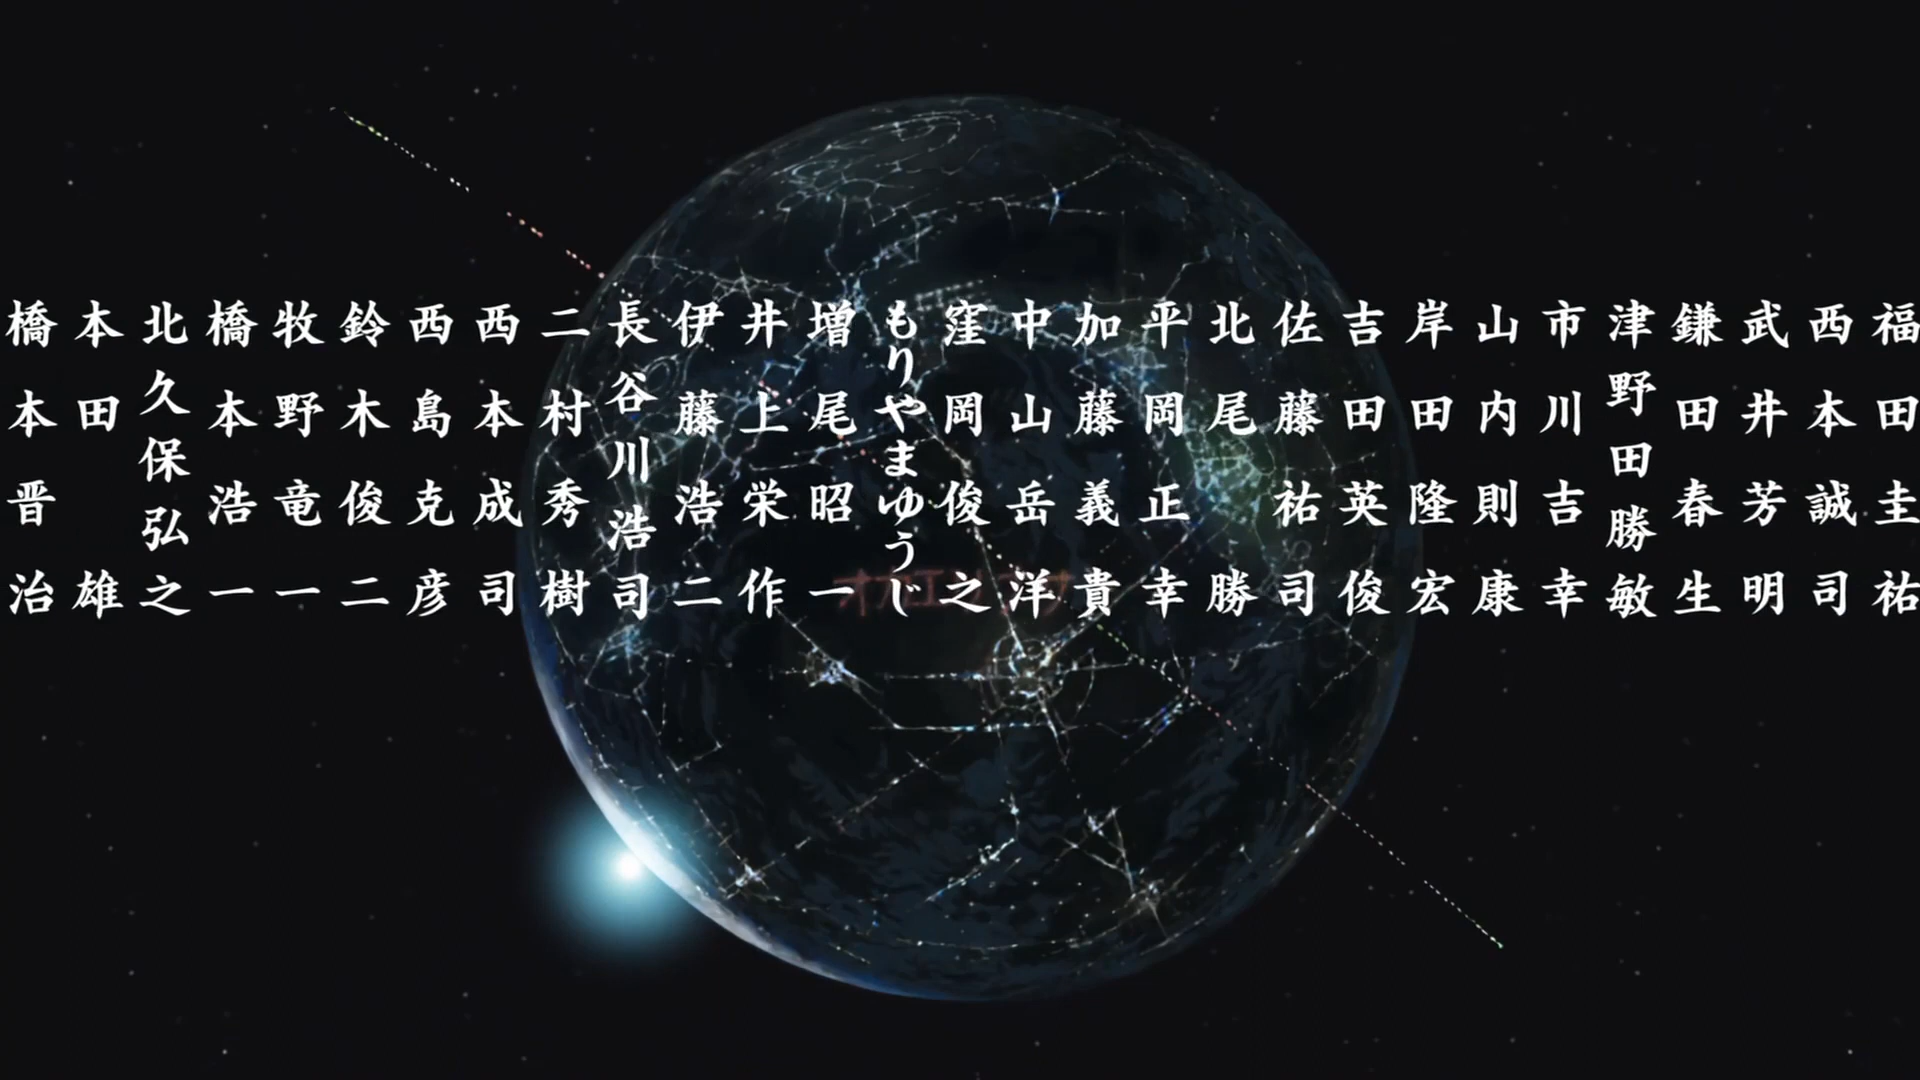 福田圭祐
西本誠司
武井芳明
鎌田春生
津野田勝敏
市川吉幸
山内則康
岸田隆宏
吉田英俊
佐藤祐司
北尾勝
平岡正幸
加藤義貴
中山岳洋
窪岡俊之
もりやまゆうじ
増尾昭一
井上栄作
伊藤浩二
長谷川浩司
二村秀樹
西本成司
西島克彦
鈴木俊二
牧野竜一
橋本浩一
北久保弘之
本田雄
橋本晋治